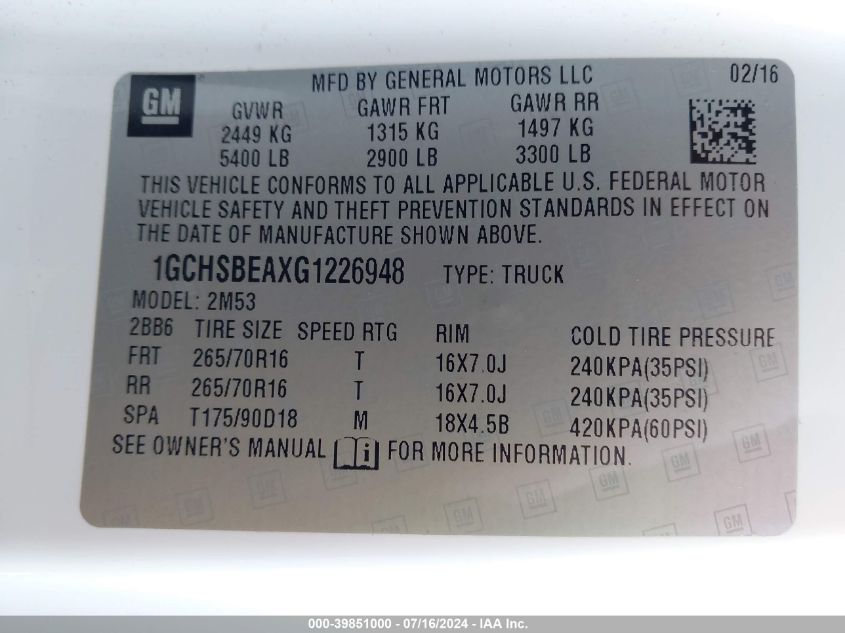 GM
MFD BY GENERAL MOTORS LLC 02/16
GVWR GAWR FRT GAWR RR
2449 KG 1315 KG 1497 KG
5400 LB 2900 LB 3300 LB
THIS VEHICLE CONFORMS TO ALL APPLICABLE U.S. FEDERAL MOTOR
VEHICLE SAFETY AND THEFT PREVENTION STANDARDS IN EFFECT ON
THE DATE OF MANUFACTURE SHOWN ABOVE.
1GCHSBEAXG1226948 TYPE: TRUCK
MODEL: 2M53
2BB6 TIRE SIZE SPEED RTG RIM COLD TIRE PRESSURE
FRT 265/70R16 T 16X7.0J 240KPA(35PSI)
RR 265/70R16 T 16X7.0J 240KPA(35PSI)
SPA T175/90D18 M 18X4.5B 420KPA(60PSI)
SEE OWNER'S MANUAL i FOR MORE INFORMATION.
000-39851000 - 07/16/2024 - IAA Inc.